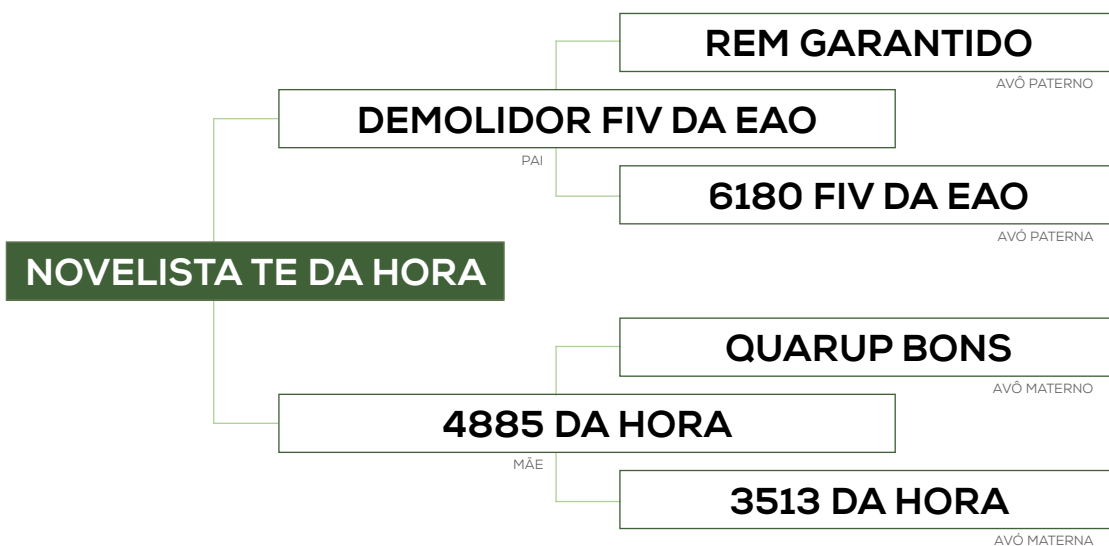 REM GARANTIDO
AVÔ PATERNO
DEMOLIDOR FIV DA EAO
PAI
6180 FIV DA EAO
AVÓ PATERNA
NOVELISTA TE DA HORA
QUARUP BONS
AVÔ MATERNO
4885 DA HORA
MÃE
3513 DA HORA
AVÓ MATERNA